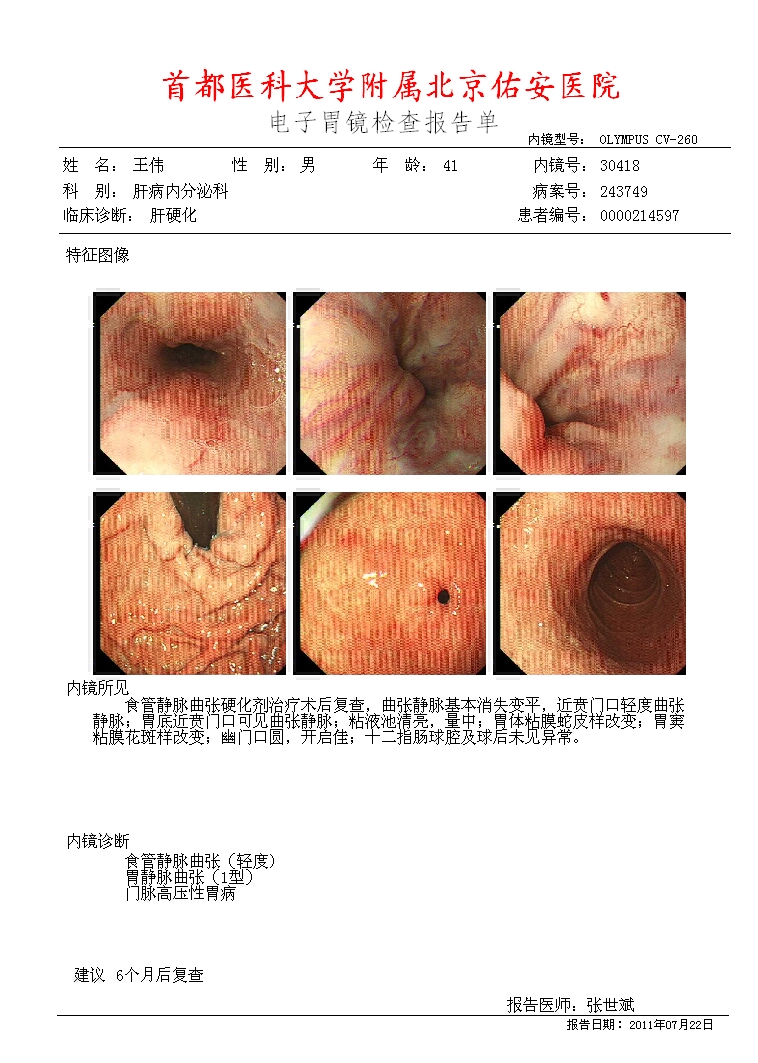 首都医科大学附属北京佑安医院
电子胃镜检查报告单
内镜型号： OLYMPUS CV-260
姓 名： 王伟 性 别： 男 年 龄： 41 内镜号： 30418
科 别： 肝病内分泌科 病案号： 243749
临床诊断： 肝硬化 患者编号： 0000214597
特征图像
内镜所见
食管静脉曲张硬化剂治疗术后复查，曲张静脉基本消失变平，近贲门口轻度曲张
静脉；胃底近贲门口可见曲张静脉；粘液池清亮，量中；胃体粘膜蛇皮样改变；胃窦
粘膜花斑样改变；幽门口圆，开启佳；十二指肠球腔及球后未见异常。
内镜诊断
食管静脉曲张（轻度）
胃静脉曲张（1型）
门脉高压性胃病
建议 6个月后复查
报告医师：张世斌
报告日期：2011年07月22日